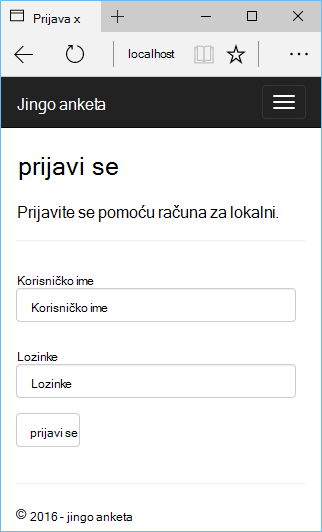 Prijava x
localhost
Jingo anketa
prijavi se
Prijavite se pomoću računa za lokalni.
Korisničko ime
Korisničko ime
Lozinke
Lozinke
prijavi se
© 2016 - jingo anketa